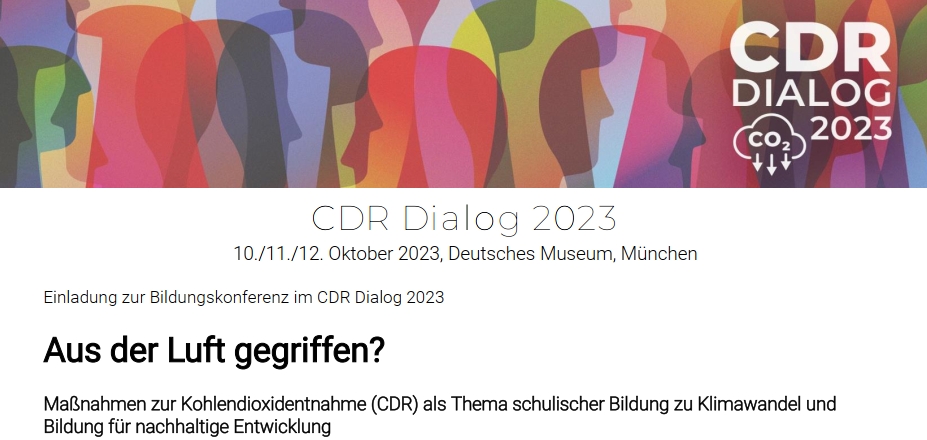 CDR
DIALOG
2023
CO₂
CDR Dialog 2023
10./11./12. Oktober 2023, Deutsches Museum, München
Einladung zur Bildungskonferenz im CDR Dialog 2023
Aus der Luft gegriffen?
Maßnahmen zur Kohlendioxidentnahme (CDR) als Thema schulischer Bildung zu Klimawandel und
Bildung für nachhaltige Entwicklung